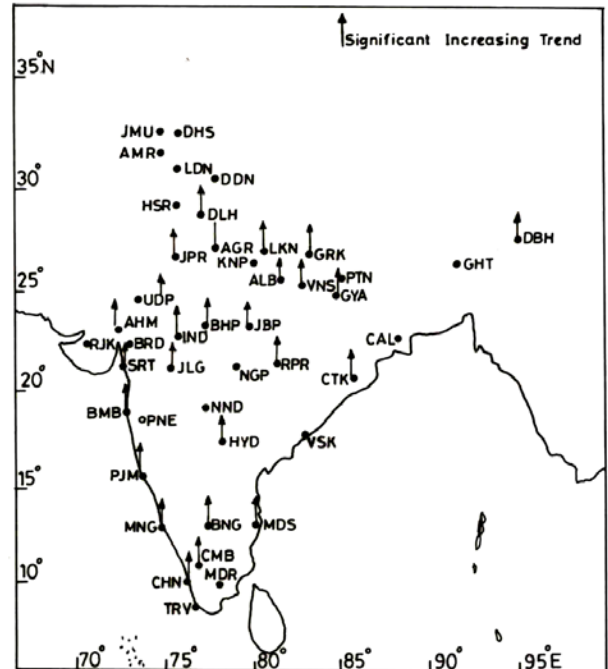 Significant Increasing Trend
35°N
JMU DHS
AMR
LDN
DDN
30°
HSR
DLH
JPR AGR LKN GRK DBH
KNP PTN GHT
ALB VNS
25°
UDP GYA
AHM IND BHP JBP
RJK BRD CAL
SRT JLG NGP RPR
CTK
20°
BMB PNE NND
HYD VSK
15°
PJM
MNG BNG MDS
CMB
10°
CHN MDR
TRV
70° 75° 80° 85° 90° 95°E